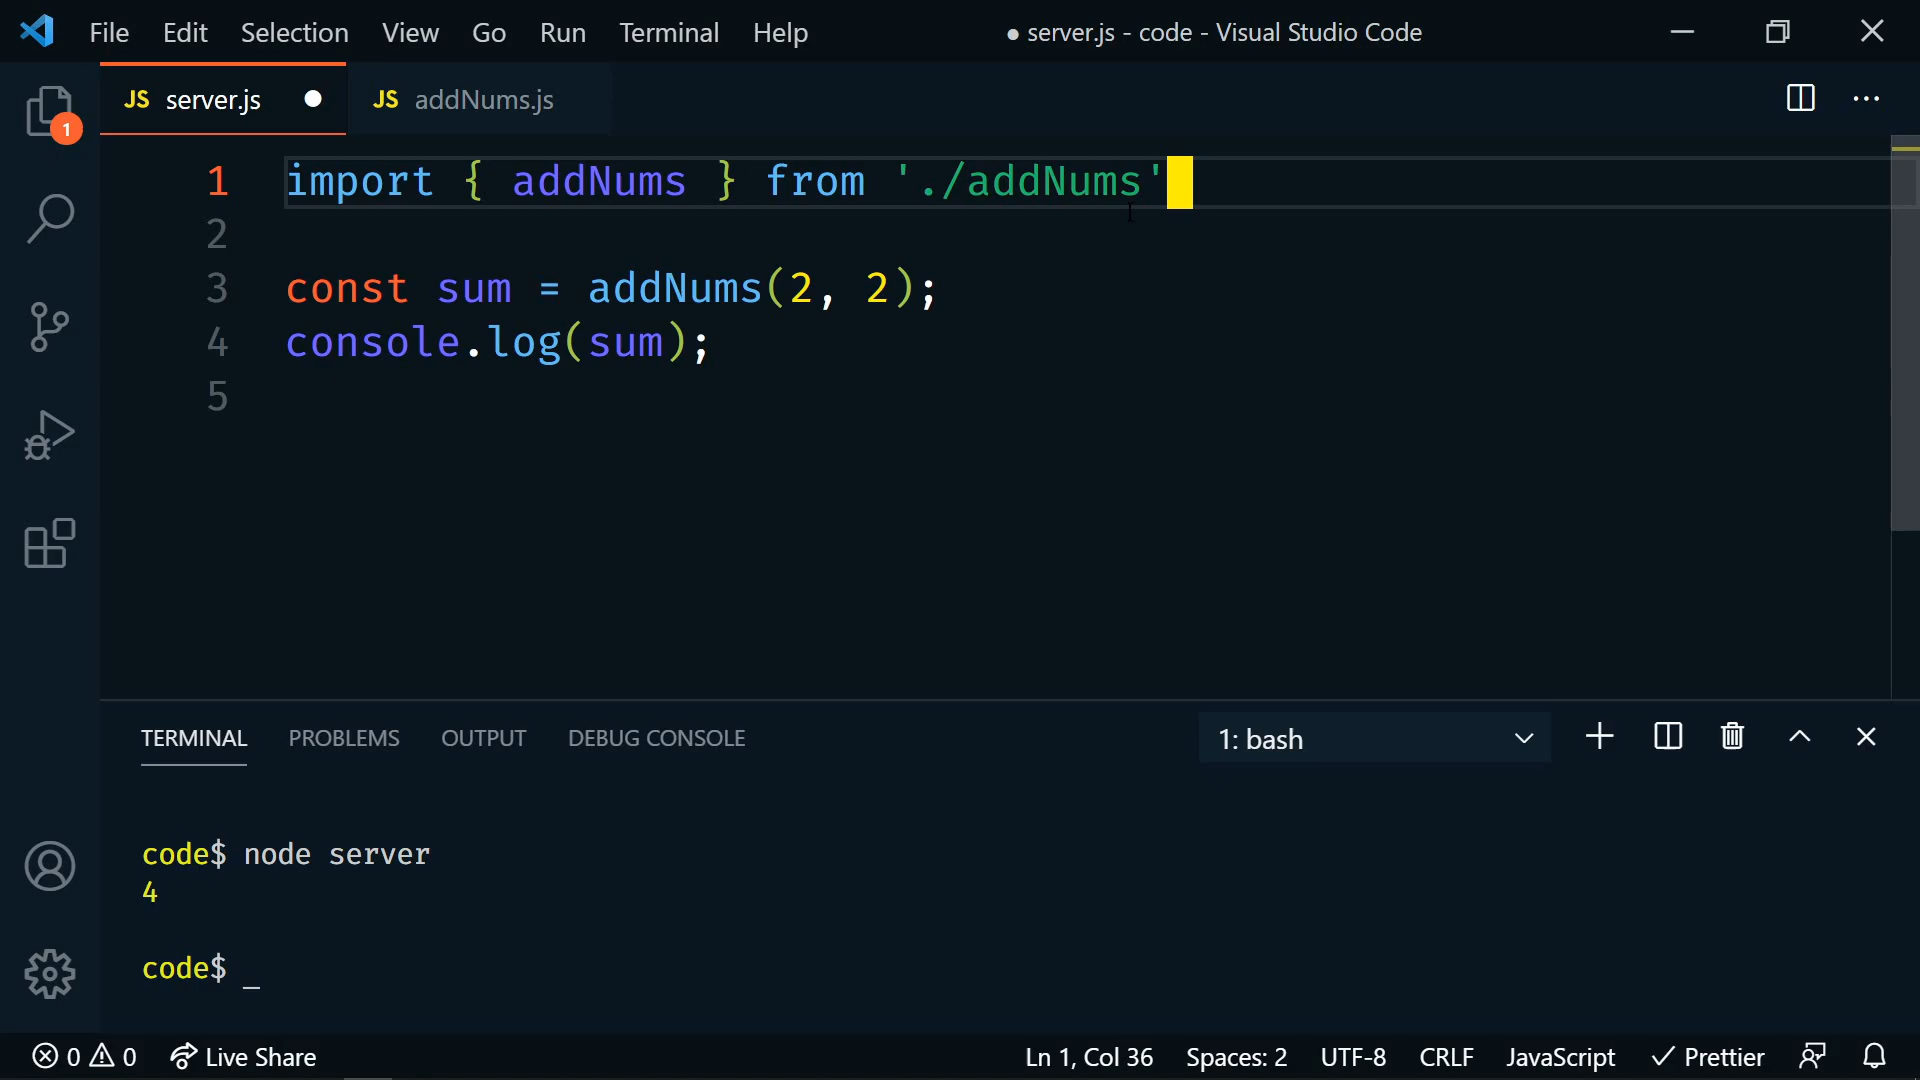 File Edit Selection View Go Run Terminal Help ● server.js - code - Visual Studio Code
JS server.js ● JS addNums.js ...
1
1 import { addNums } from './addNums'
2
3 const sum = addNums(2, 2);
4 console.log(sum);
5
TERMINAL PROBLEMS OUTPUT DEBUG CONSOLE 1: bash
code$ node server
4
code$ _
0 0 Live Share Ln 1, Col 36 Spaces: 2 UTF-8 CRLF JavaScript ✓ Prettier